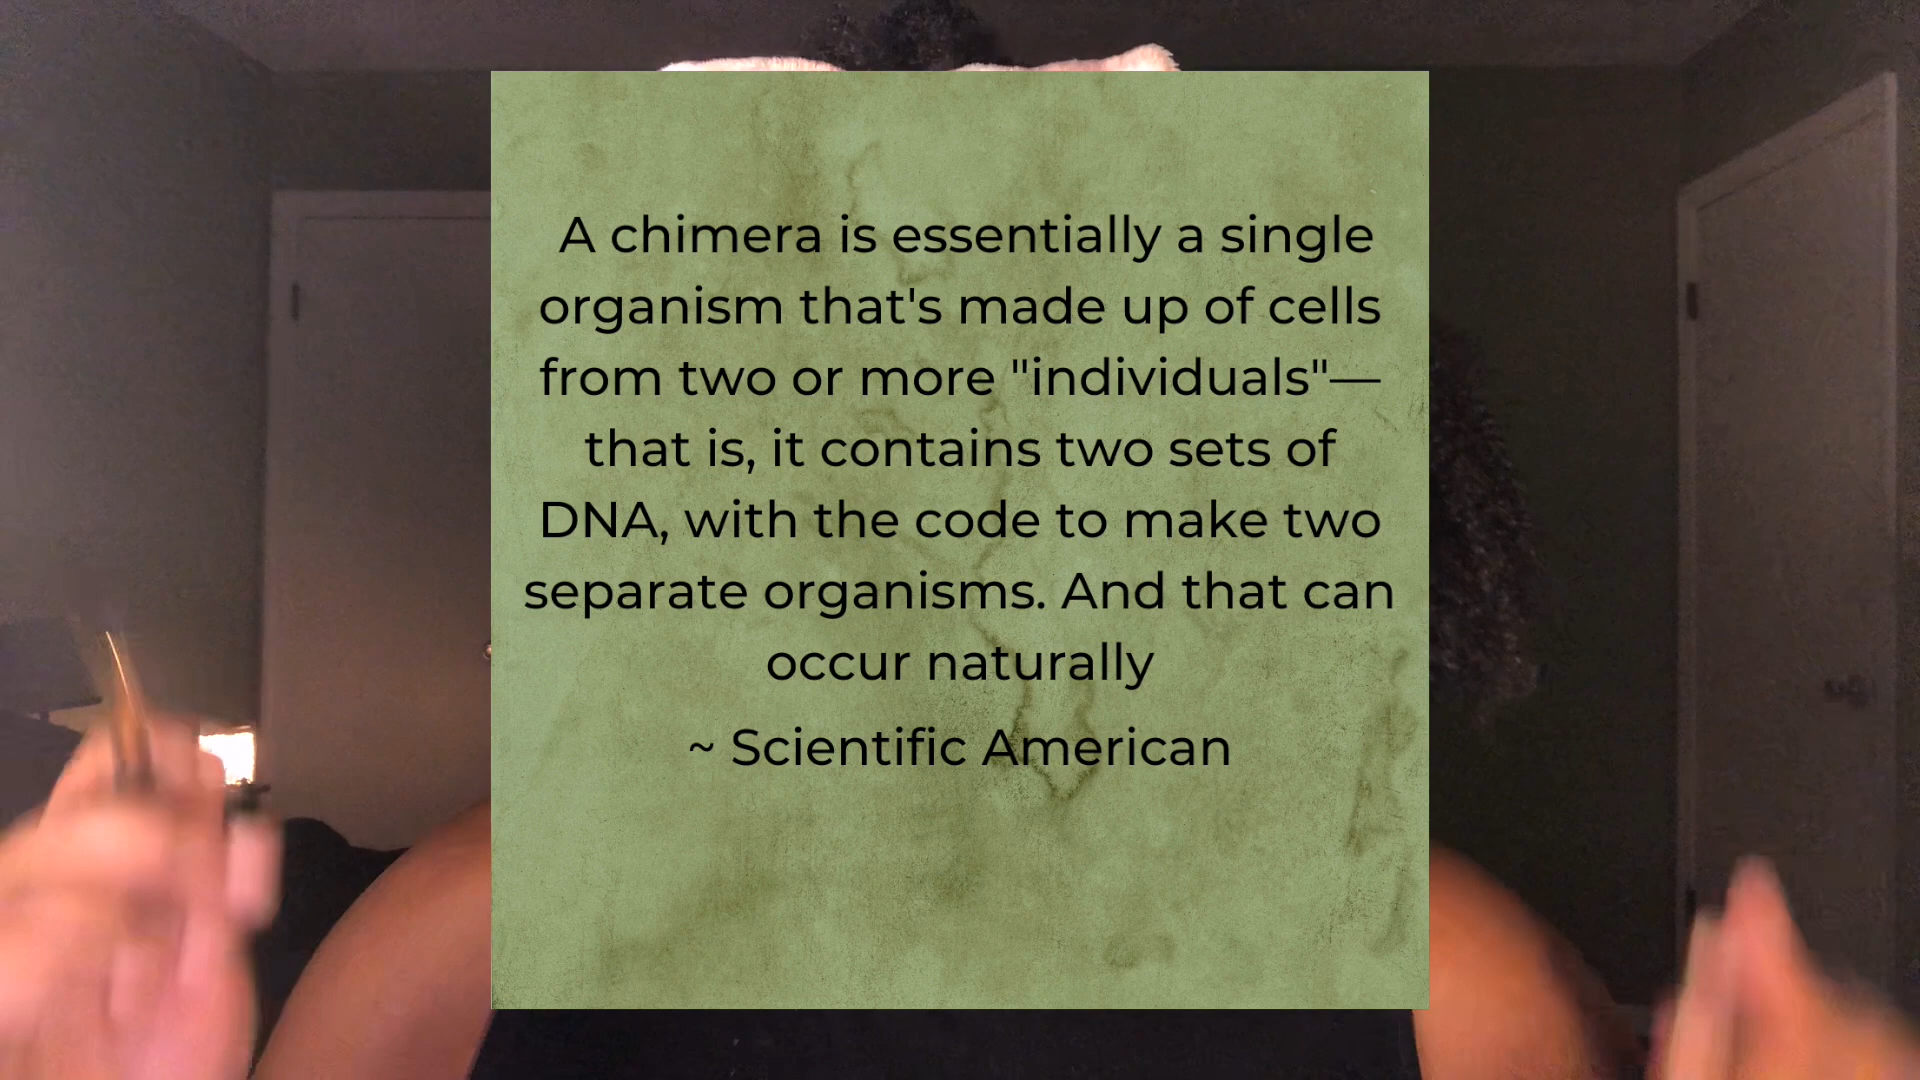 A chimera is essentially a single
organism that's made up of cells
from two or more "individuals"—
that is, it contains two sets of
DNA, with the code to make two
separate organisms. And that can
occur naturally
~ Scientific American